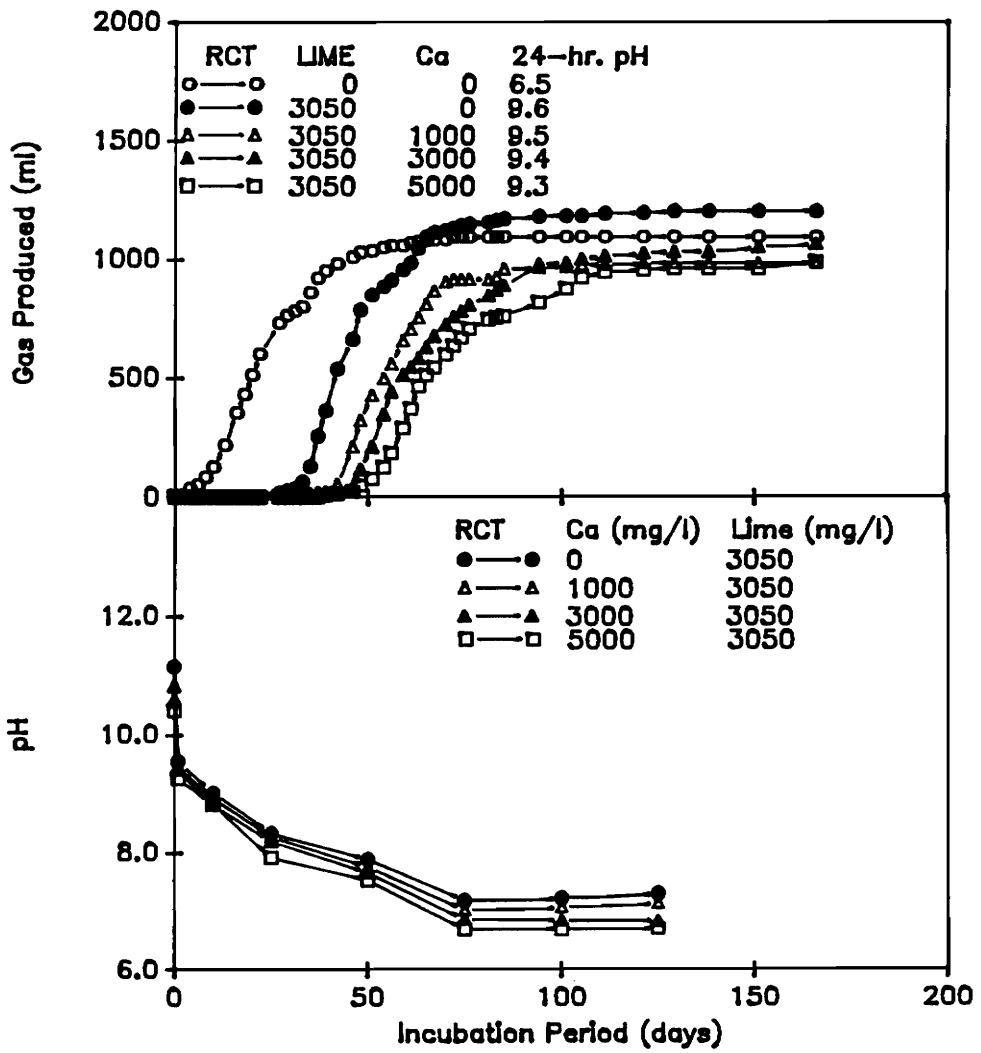 2000
RCT LIME Ca 24-hr. pH
0 0 6.5
3050 0 9.6
1500
3050 1000 9.5
3050 3000 9.4
3050 5000 9.3
1000
500
0
Gas Produced (ml)
RCT Ca (mg/l) Lime (mg/l)
0 3050
1000 3050
3000 3050
5000 3050
12.0
10.0
8.0
6.0
pH
0 50 100 150 200
Incubation Period (days)